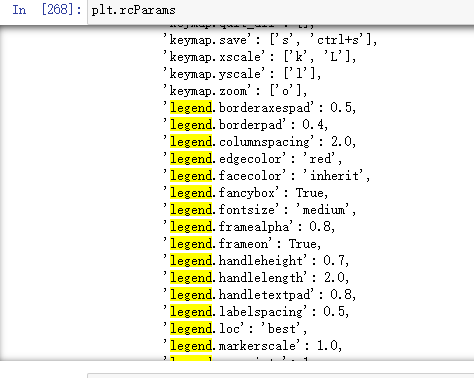 In [268]: plt.rcParams
'keymap.quit_all': [],
'keymap.save': ['s', 'ctrl+s'],
'keymap.xscale': ['k', 'L'],
'keymap.yscale': ['l'],
'keymap.zoom': ['o'],
'legend.borderaxespad': 0.5,
'legend.borderpad': 0.4,
'legend.columnspacing': 2.0,
'legend.edgecolor': 'red',
'legend.facecolor': 'inherit',
'legend.fancybox': True,
'legend.fontsize': 'medium',
'legend.framealpha': 0.8,
'legend.frameon': True,
'legend.handleheight': 0.7,
'legend.handlelength': 2.0,
'legend.handletextpad': 0.8,
'legend.labelspacing': 0.5,
'legend.loc': 'best',
'legend.markerscale': 1.0,